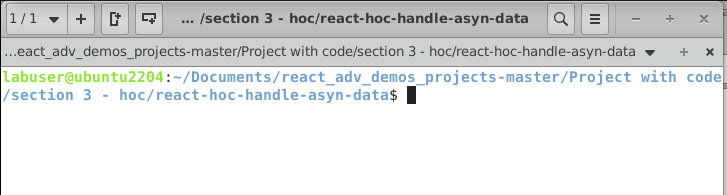 1 / 1
… /section 3 - hoc/react-hoc-handle-asyn-data
…eact_adv_demos_projects-master/Project with code/section 3 - hoc/react-hoc-handle-asyn-data
labuser@ubuntu2204:~/Documents/react_adv_demos_projects-master/Project with code
/section 3 - hoc/react-hoc-handle-asyn-data$